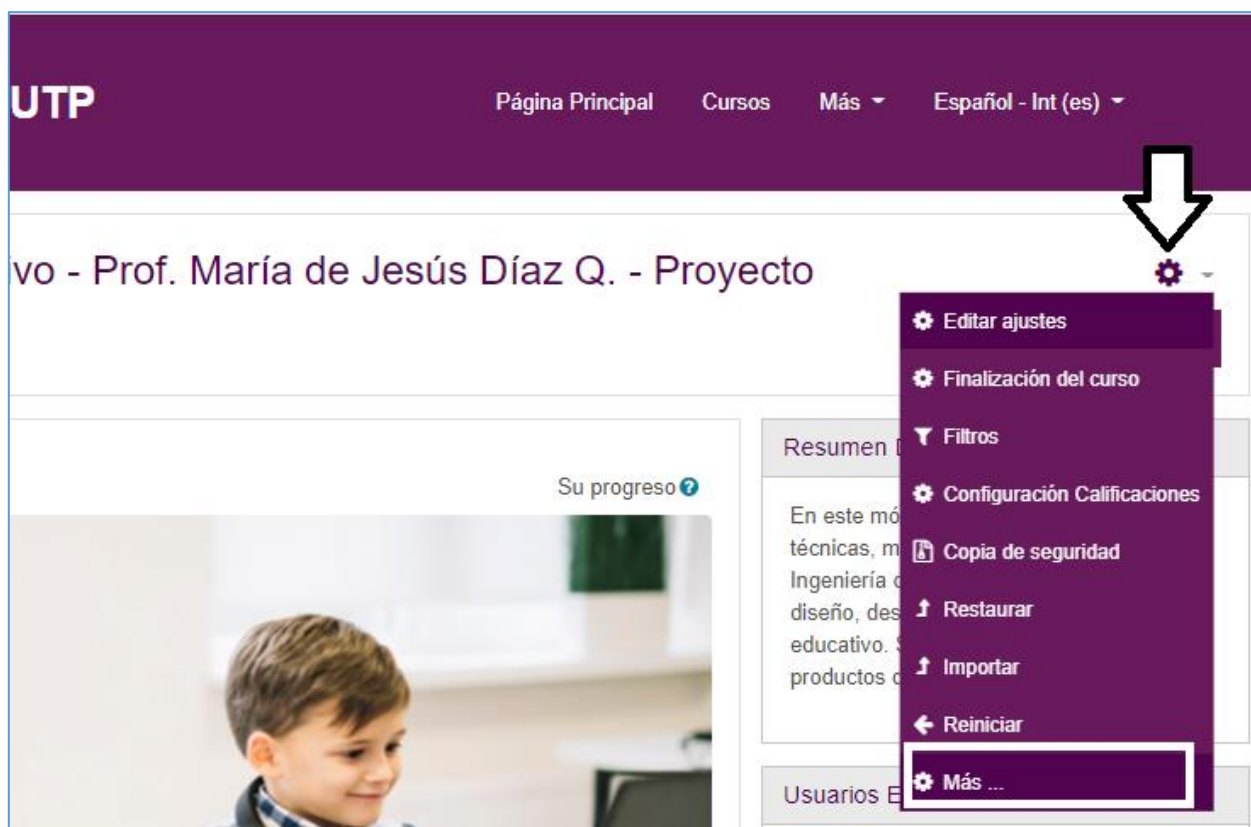 UTP
Página Principal Cursos Más Español - Int (es)
vo - Prof. María de Jesús Díaz Q. - Proyecto
Editar ajustes
Finalización del curso
Filtros
Configuración Calificaciones
Copia de seguridad
Restaurar
Importar
Reiniciar
Más ...
Su progreso
Resumen
En este
técnicas,
Ingeniería
diseño, des
educativo.
productos
Usuarios E